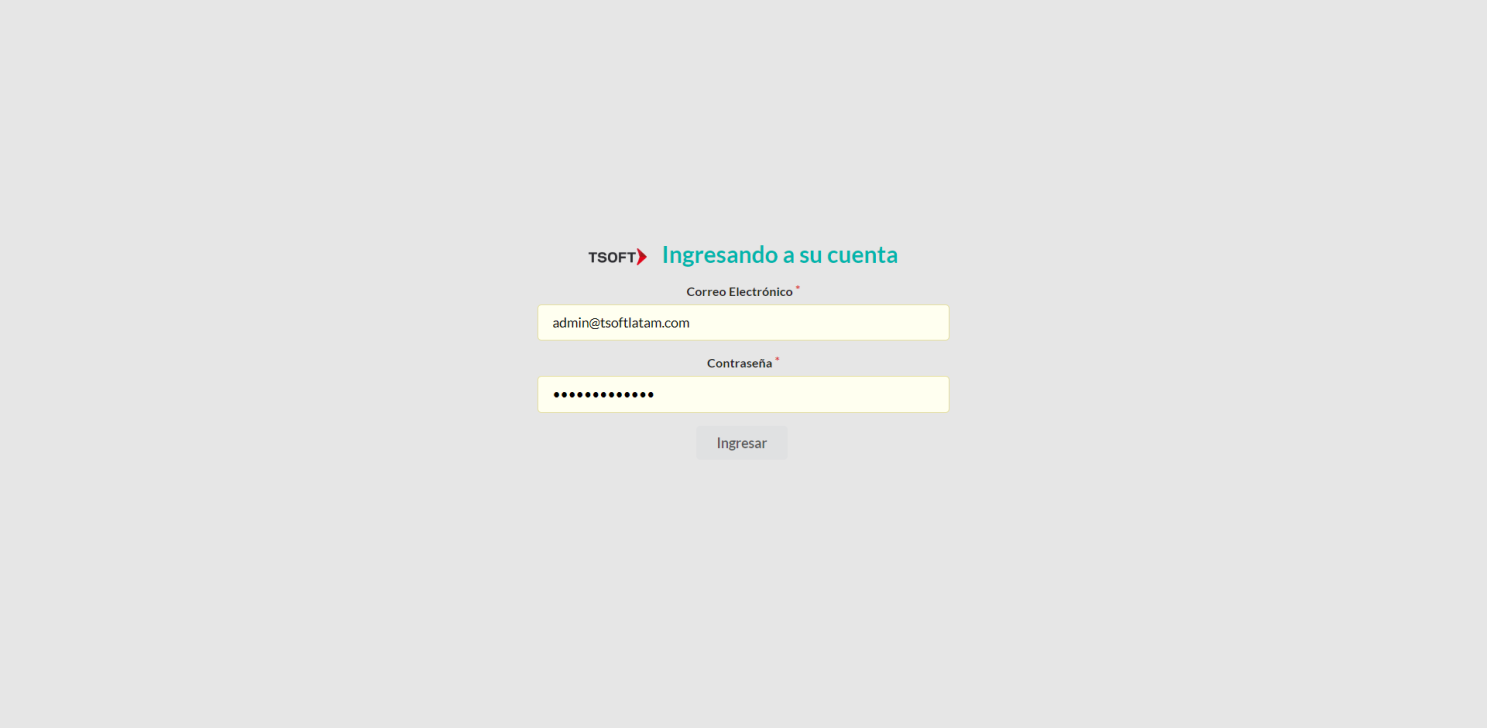 TSOFT Ingresando a su cuenta
Correo Electrónico *
admin@tsoftlatam.com
Contraseña *
•••••••••••••
Ingresar